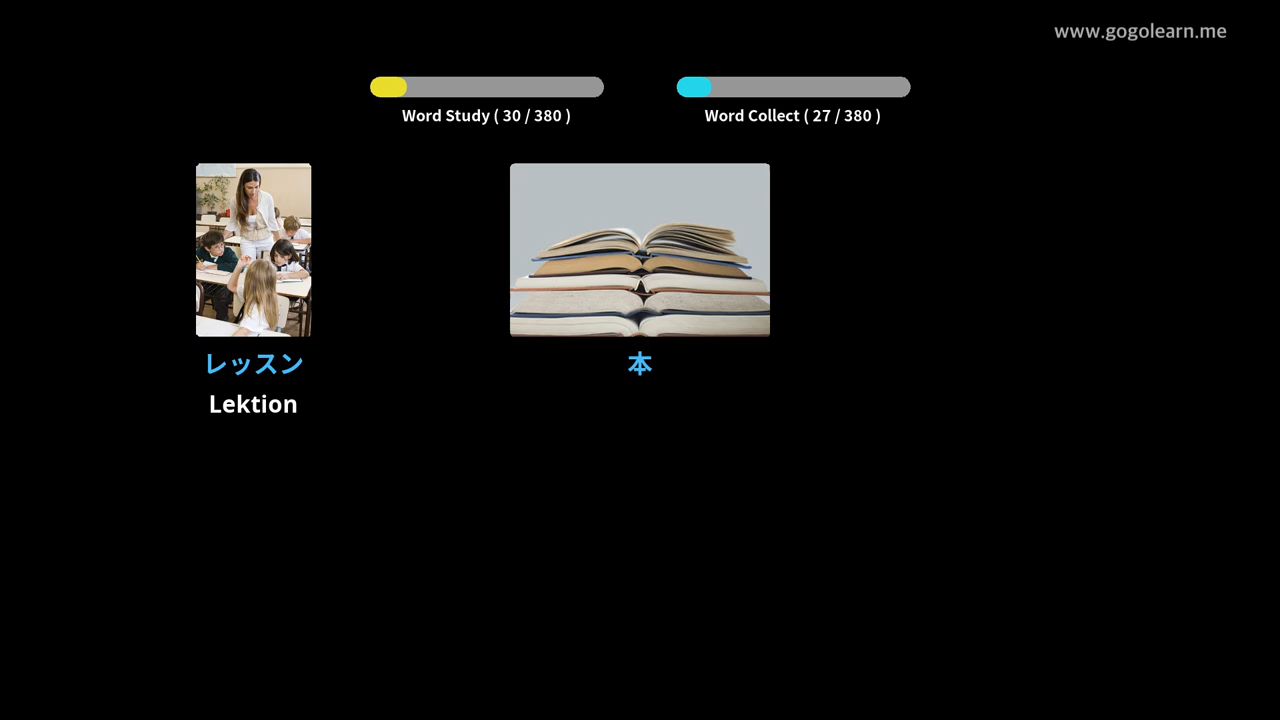 www.gogolearn.me
Word Study ( 30 / 380 )
Word Collect ( 27 / 380 )
レッスン
本
Lektion